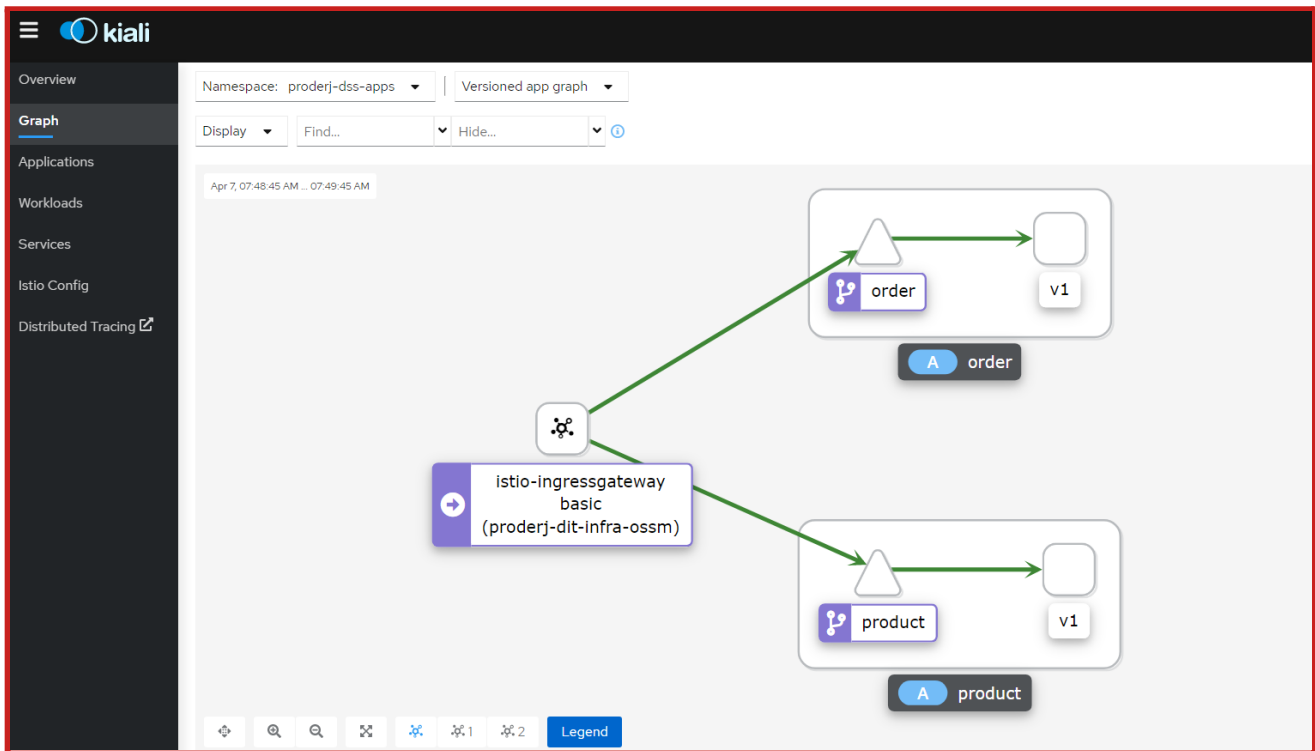 kiali
Overview
Graph
Applications
Workloads
Services
Istio Config
Distributed Tracing
Namespace: proderj-dss-apps
Versioned app graph
Display
Find...
Hide...
Apr 7, 07:48:45 AM ... 07:49:45 AM
order
v1
A order
istio-ingressgateway
basic
(proderj-dit-infra-ossm)
product
v1
A product
1
2
Legend